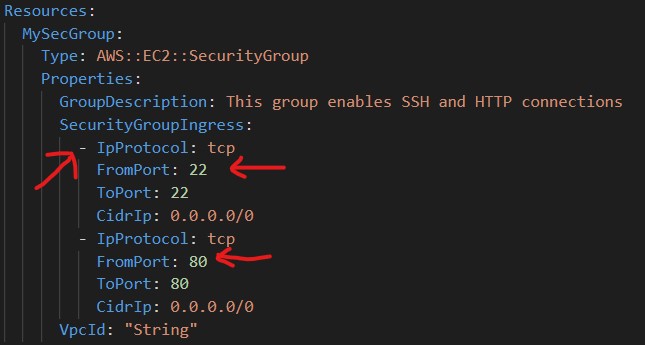 Resources:
  MySecGroup:
    Type: AWS::EC2::SecurityGroup
    Properties:
      GroupDescription: This group enables SSH and HTTP connections
      SecurityGroupIngress:
        - IpProtocol: tcp
          FromPort: 22
          ToPort: 22
          CidrIp: 0.0.0.0/0
        - IpProtocol: tcp
          FromPort: 80
          ToPort: 80
          CidrIp: 0.0.0.0/0
      VpcId: "String"